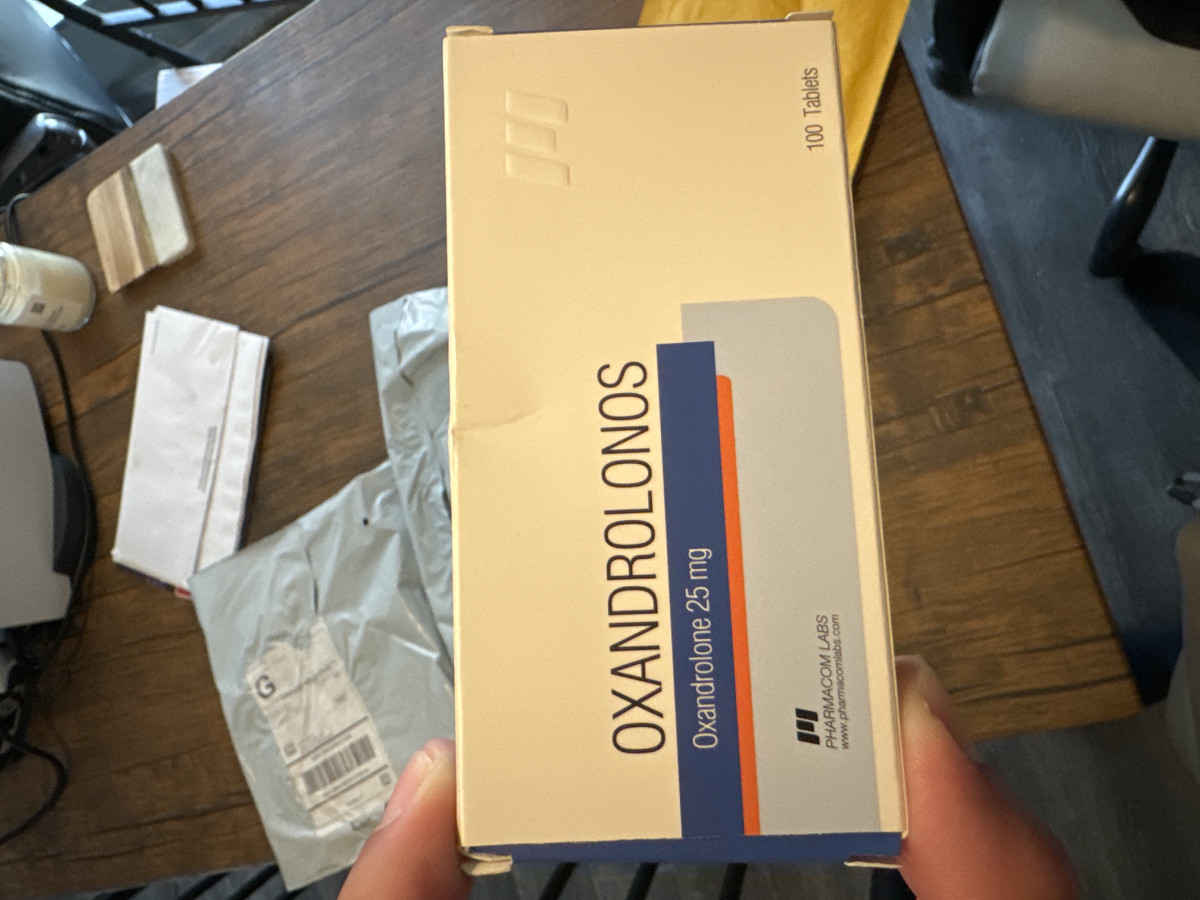 OXANDROLONOS
Oxandrolone 25 mg
PHARMACOM LABS
www.pharmacomlabs.com
100 Tablets
G